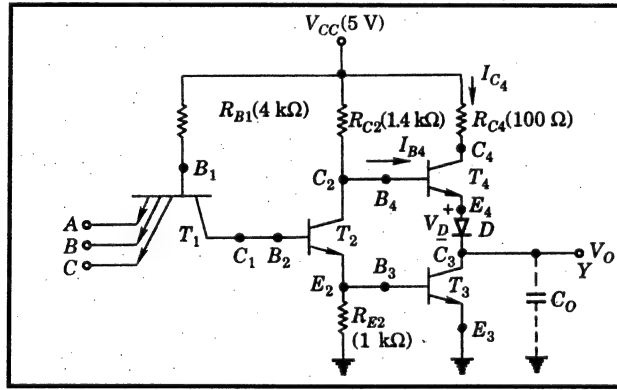 V_CC (5 V)
I_C4
R_B1 (4 kΩ)
R_C2 (1.4 kΩ)
R_C4 (100 Ω)
B_1
I_B4
C_4
C_2
B_4
T_4
A
B
C
T_1
C_1
B_2
T_2
E_4
V_D
+
−
D
C_3
V_O
Y
E_2
B_3
T_3
C_O
R_E2
(1 kΩ)
E_3